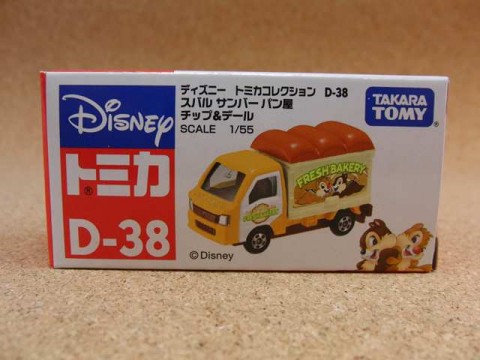 Disney
トミカ
®
D-38
ディズニー トミカコレクション D-38
スバル サンバー パン屋
チップ&デール
SCALE 1/55
TAKARA
TOMY
FRESH BAKERY
©Disney